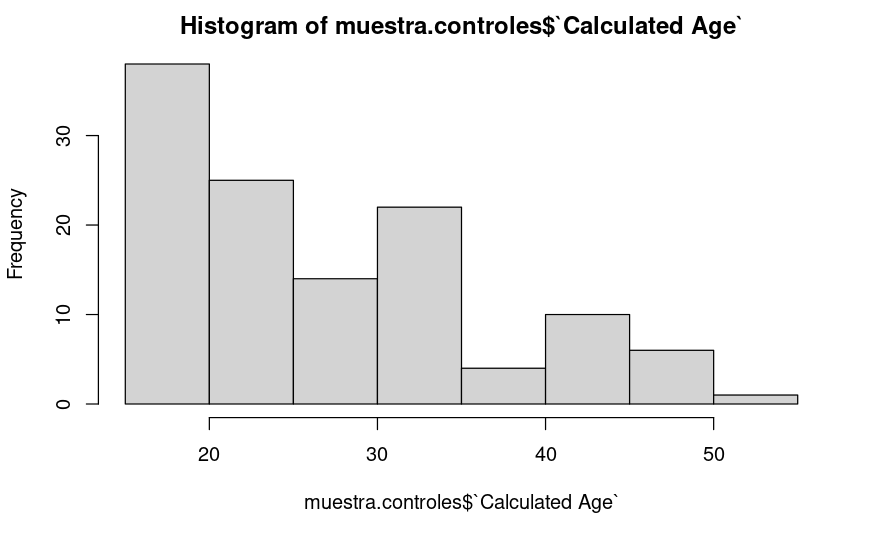 Histogram of muestra.controles$`Calculated Age`
Frequency
30
20
10
0
20 30 40 50
muestra.controles$`Calculated Age`